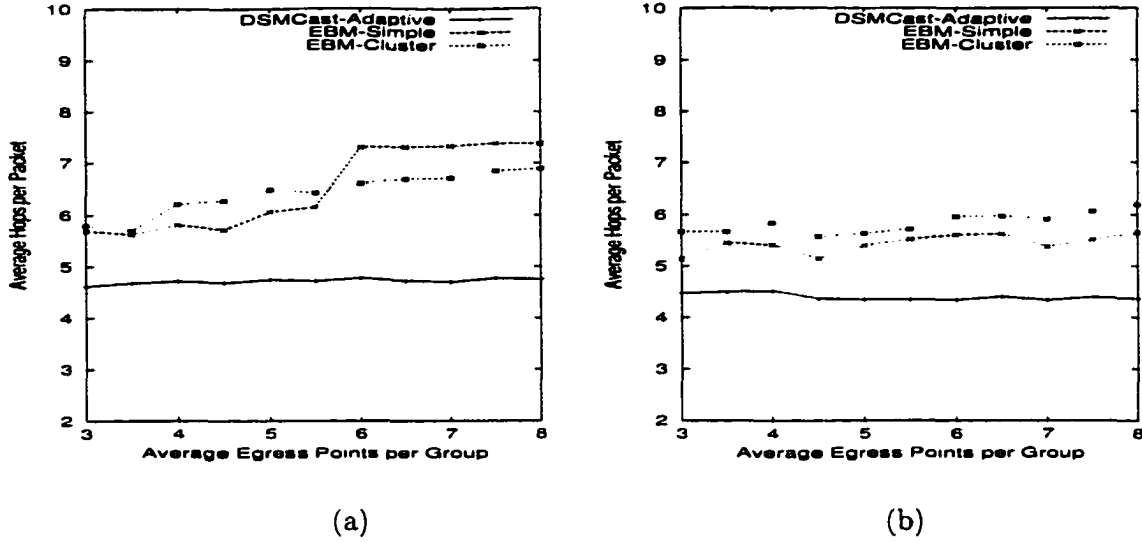 DSMCast-Adaptive
EBM-Simple
EBM-Cluster
10
9
8
7
6
5
4
3
2
Average Hops per Packet
3 4 5 6 7 8
Average Egress Points per Group
(a)
DSMCast-Adaptive
EBM-Simple
EBM-Cluster
10
9
8
7
6
5
4
3
2
Average Hops per Packet
3 4 5 6 7 8
Average Egress Points per Group
(b)